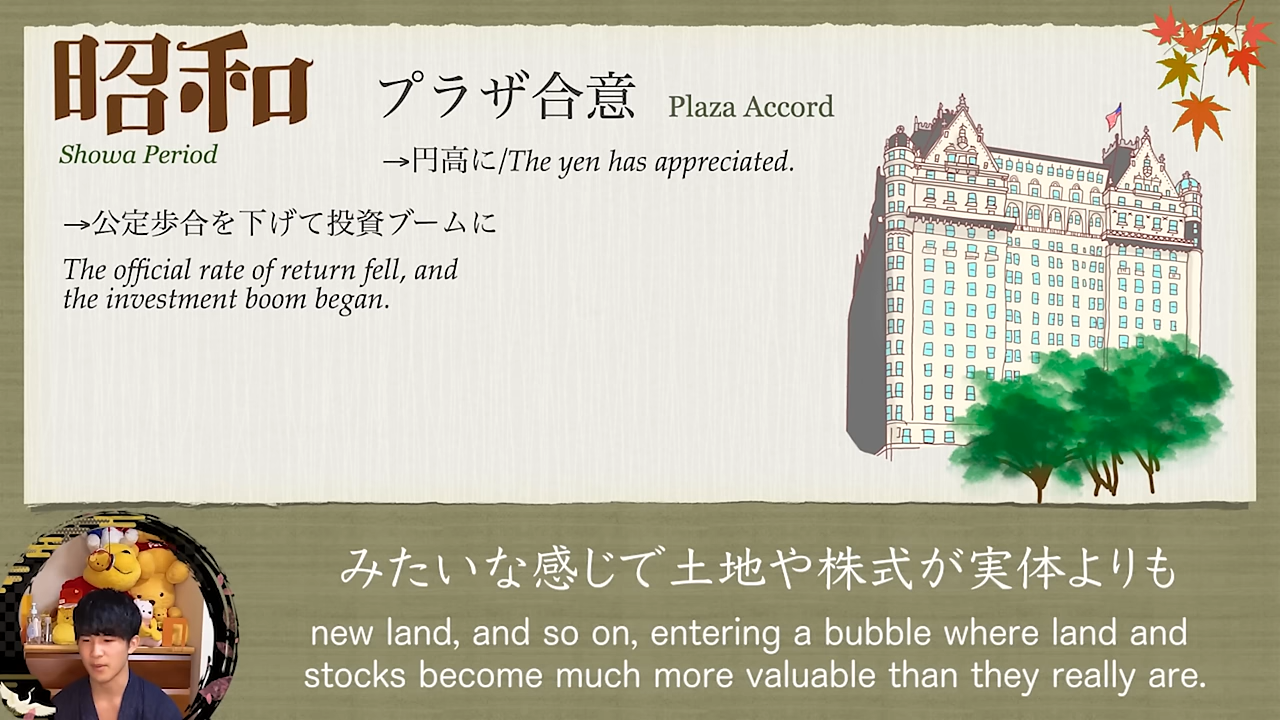 昭和
Showa Period
プラザ合意 Plaza Accord
→円高に/The yen has appreciated.
→公定歩合を下げて投資ブームに
The official rate of return fell, and
the investment boom began.
みたいな感じで土地や株式が実体よりも
new land, and so on, entering a bubble where land and
stocks become much more valuable than they really are.